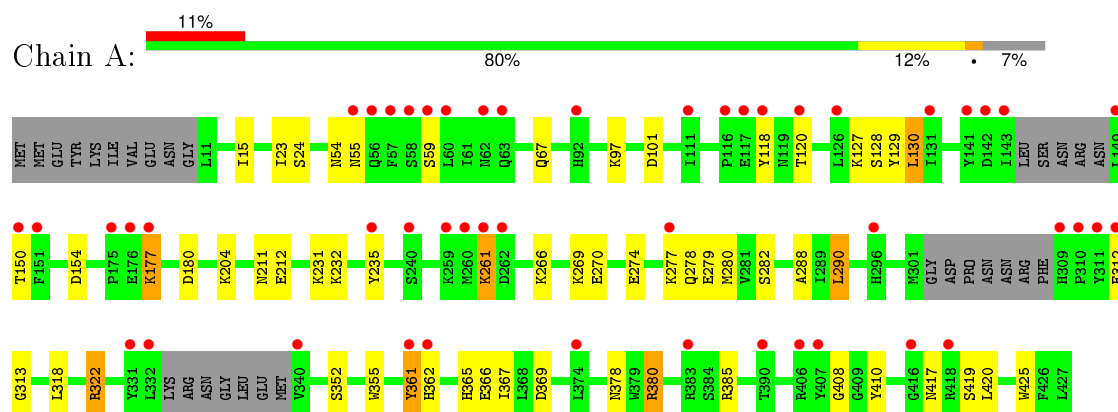 11%
Chain A:
80% 12% • 7%
MET MET GLU TYR LYS ILE VAL GLU ASN GLY L11 I15 I23 S24 N54 N55 Q56 F57 S58 S59 L60 I61 N62 Q63 Q67 H92 K97 D101 I111 P116 E117 Y118 N119 T120 L126 K127 S128 Y129 L130 I131 Y141 D142 I143 LEU SER ASN ARG ASN L149
T150 F151 D154 P175 E176 K177 D180 K204 N211 E212 K231 K232 Y235 S240 K259 M260 K261 D262 K266 K269 E270 E274 K277 Q278 E279 M280 V281 S282 A288 I289 L290 H296 M301 GLY ASP PRO ASN ASN ARG PHE H309 P310 Y311 E312
G313 L318 R322 Y331 L332 LYS ARG ASN GLY LEU GLU MET V340 S352 W355 Y361 H362 H365 E366 I367 L368 D369 L374 N378 W379 R380 R383 S384 R385 T390 R406 Y407 G408 G409 Y410 G416 N417 R418 S419 L420 W425 F426 L427